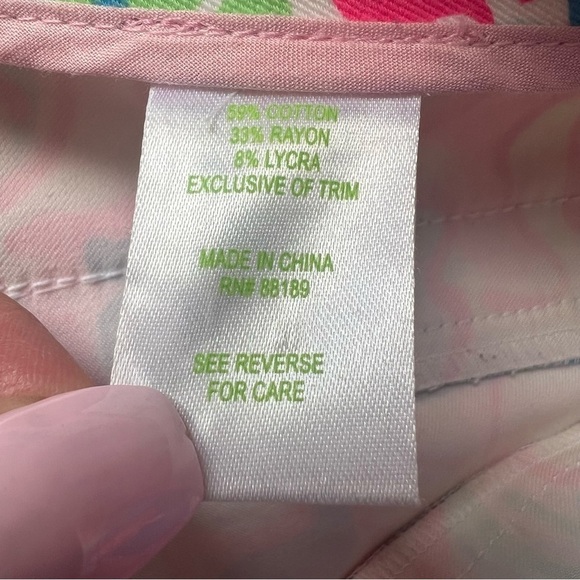 59% COTTON
33% RAYON
8% LYCRA
EXCLUSIVE OF TRIM
MADE IN CHINA
RN# 88189
SEE REVERSE
FOR CARE